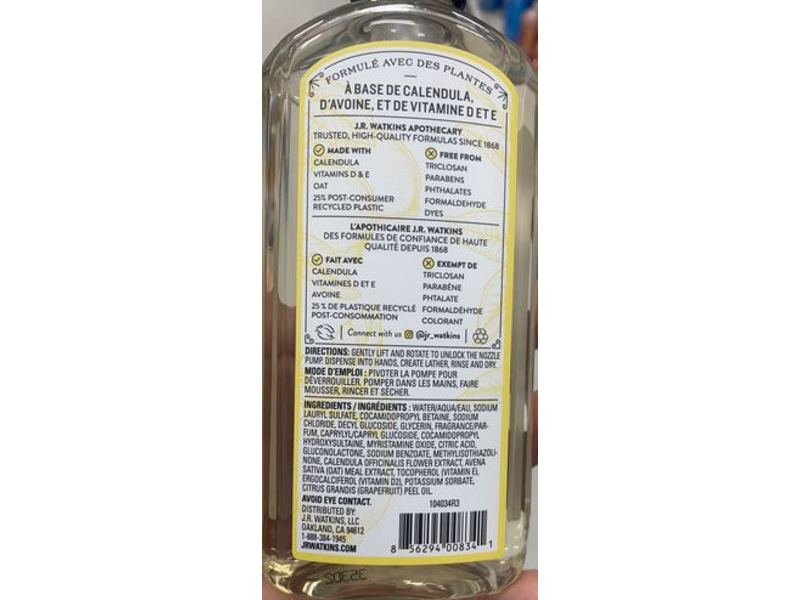 FORMULÉ AVEC DES PLANTES
À BASE DE CALENDULA,
D'AVOINE, ET DE VITAMINE D ET E
J.R. WATKINS APOTHECARY
TRUSTED, HIGH-QUALITY FORMULAS SINCE 1868
MADE WITH
CALENDULA
VITAMINS D & E
OAT
25% POST-CONSUMER
RECYCLED PLASTIC
FREE FROM
TRICLOSAN
PARABENS
PHTHALATES
FORMALDEHYDE
DYES
L'APOTHICAIRE J.R. WATKINS
DES FORMULES DE CONFIANCE DE HAUTE
QUALITÉ DEPUIS 1868
FAIT AVEC
CALENDULA
VITAMINES D ET E
AVOINE
25 % DE PLASTIQUE RECYCLÉ
POST-CONSOMMATION
EXEMPT DE
TRICLOSAN
PARABÈNE
PHTALATE
FORMALDÉHYDE
COLORANT
Connect with us @jr_watkins
DIRECTIONS: GENTLY LIFT AND ROTATE TO UNLOCK THE NOZZLE
PUMP. DISPENSE INTO HANDS, CREATE LATHER, RINSE AND DRY.
MODE D'EMPLOI : PIVOTER LA POMPE POUR
DÉVERROUILLER. POMPER DANS LES MAINS, FAIRE
MOUSSER, RINCER ET SÉCHER.
INGREDIENTS / INGRÉDIENTS : WATER/AQUA/EAU, SODIUM
LAURYL SULFATE, COCAMIDOPROPYL BETAINE, SODIUM
CHLORIDE, DECYL GLUCOSIDE, GLYCERIN, FRAGRANCE/PAR-
FUM, CAPRYLYL/CAPRYL GLUCOSIDE, COCAMIDOPROPYL
HYDROXYSULTAINE, MYRISTAMINE OXIDE, CITRIC ACID,
GLUCONOLACTONE, SODIUM BENZOATE, METHYLISOTHIAZOLI-
NONE, CALENDULA OFFICINALIS FLOWER EXTRACT, AVENA
SATIVA (OAT) MEAL EXTRACT, TOCOPHEROL (VITAMIN E),
ERGOCALCIFEROL (VITAMIN D2), POTASSIUM SORBATE,
CITRUS GRANDIS (GRAPEFRUIT) PEEL OIL.
AVOID EYE CONTACT.
DISTRIBUTED BY:
J.R. WATKINS, LLC
OAKLAND, CA 94612
1-888-384-1945
JRWATKINS.COM
104034R3
8 56294 00834 1